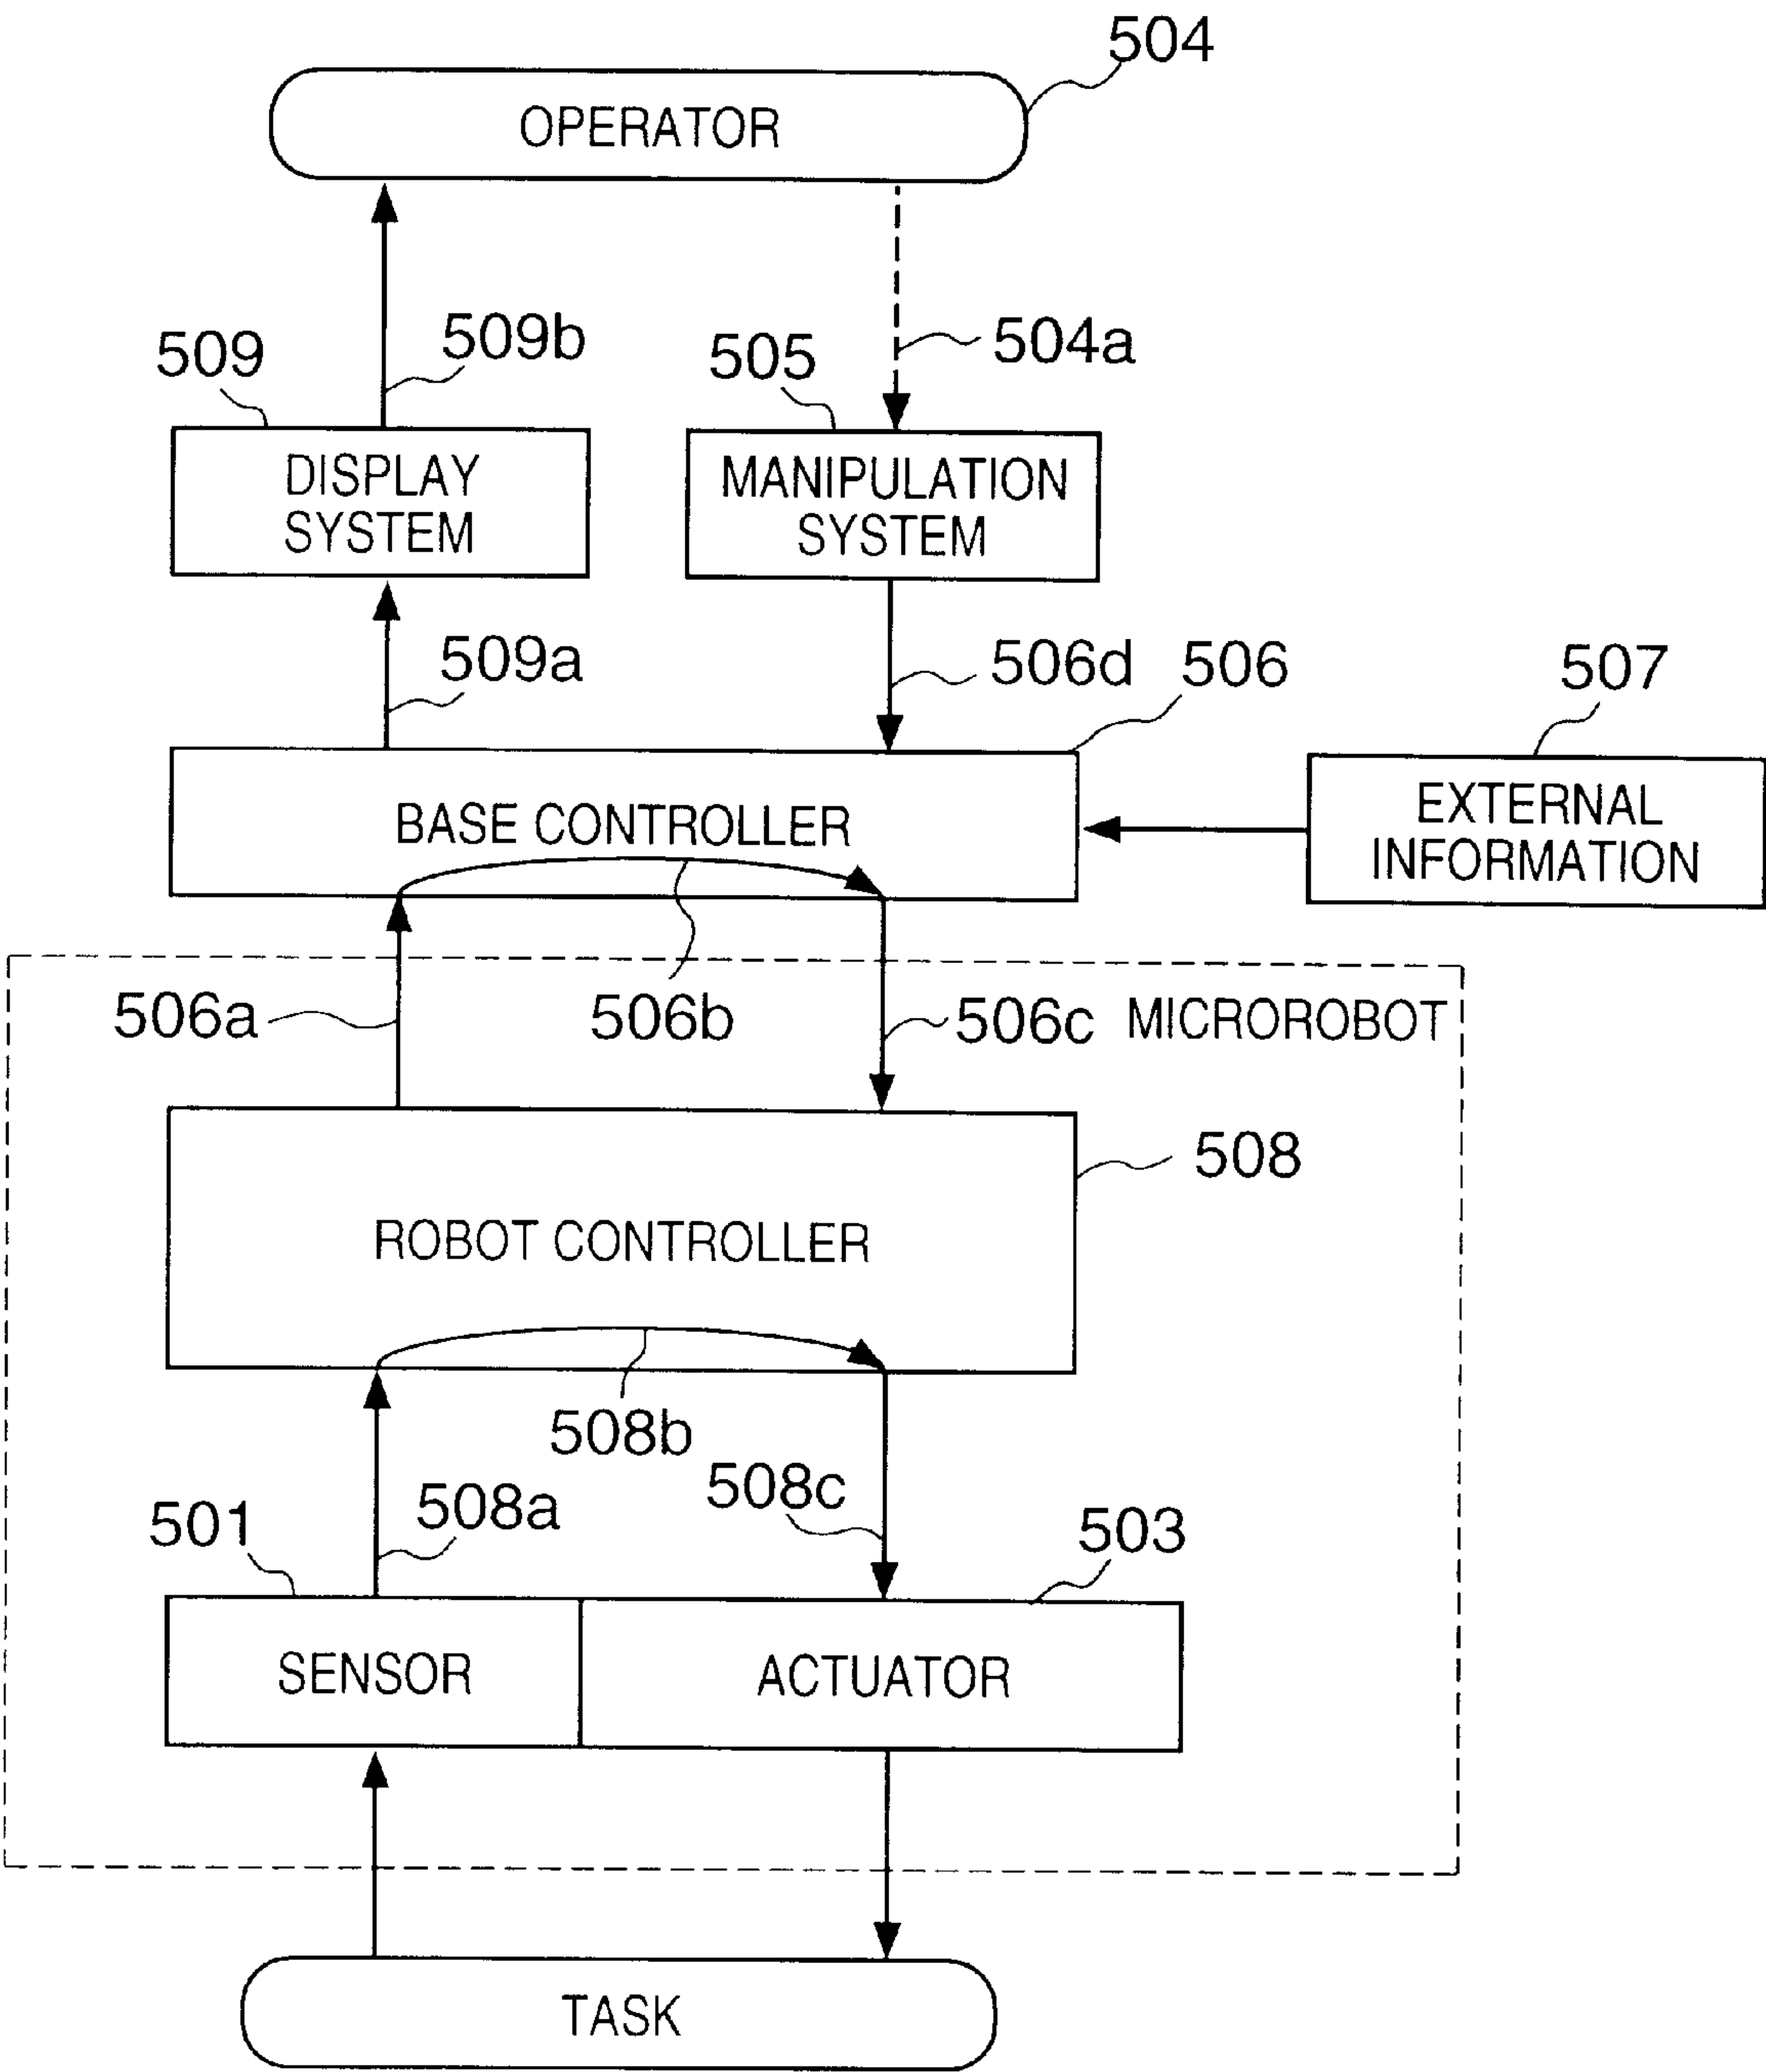 504
OPERATOR
509
509b
505
504a
DISPLAY
SYSTEM
MANIPULATION
SYSTEM
509a
506d
506
507
BASE CONTROLLER
EXTERNAL
INFORMATION
506a
506b
506c
MICROROBOT
508
ROBOT CONTROLLER
508b
501
508a
508c
503
SENSOR
ACTUATOR
TASK